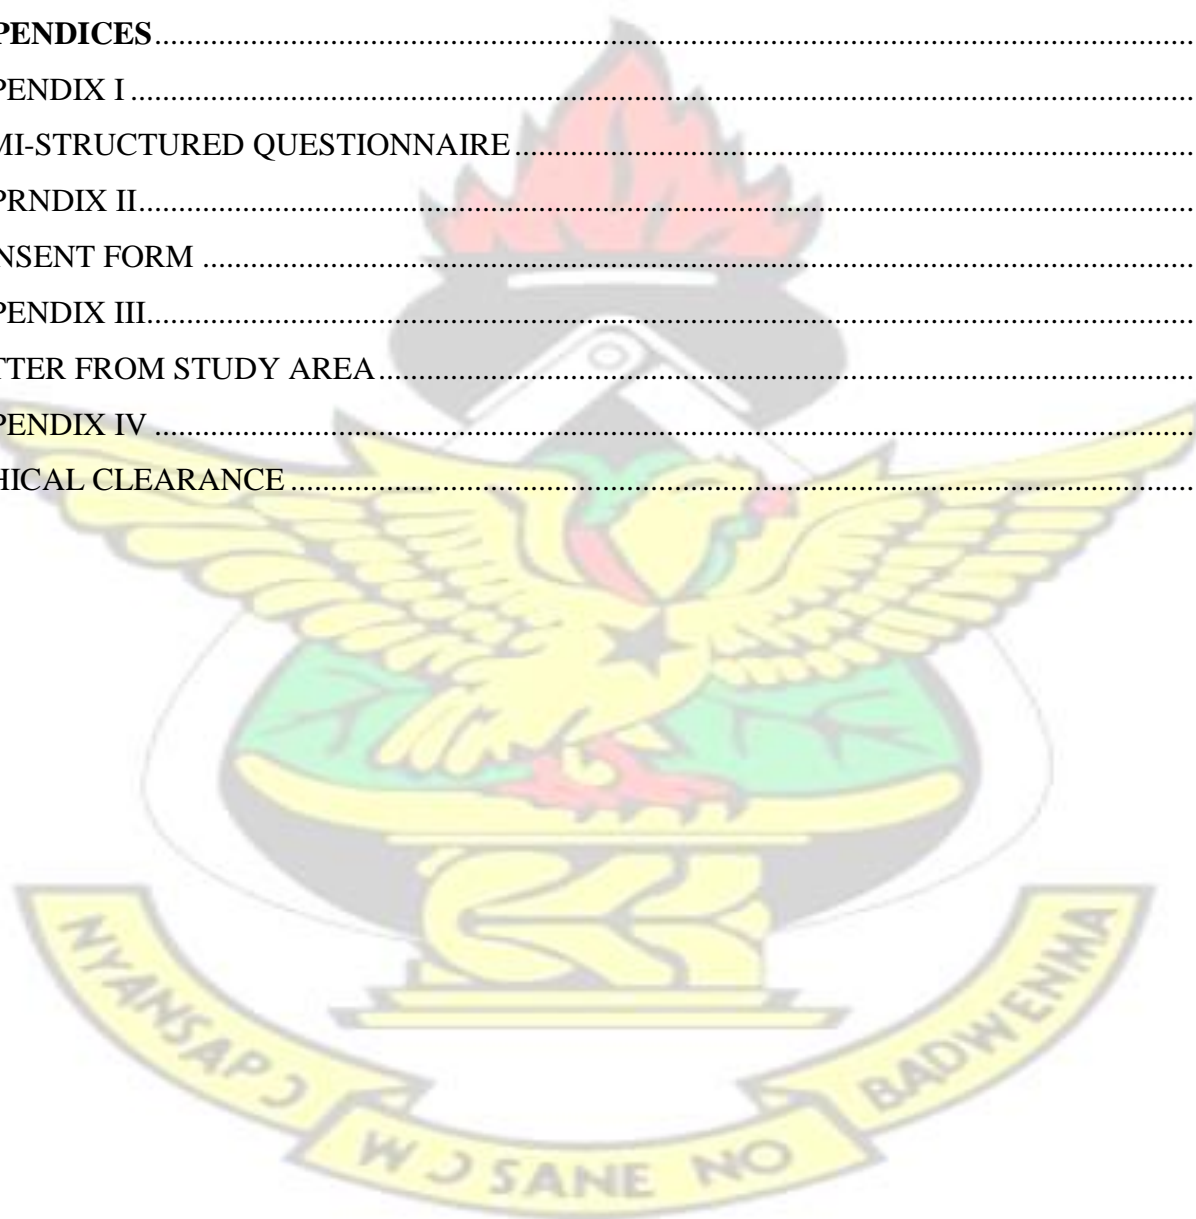 PENDICES
PENDIX I
MI-STRUCTURED QUESTIONNAIRE
PRNDIX II
NSENT FORM
PENDIX III
TTER FROM STUDY AREA
PENDIX IV
HICAL CLEARANCE
NYANSAPƆ
WƆSANE NO
BADWENMA